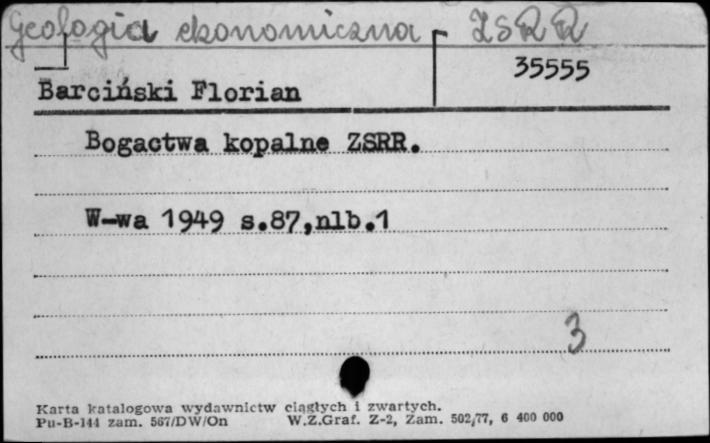 Geologia ekonomiczna ZSRR
35555
Barciński Florian
Bogactwa kopalne ZSRR.
W-wa 1949 s.87,nlb.1
3
Karta katalogowa wydawnictw ciągłych i zwartych.
Pu-B-144 zam. 567/DW/On W.Z.Graf. Z-2, Zam. 502/77, 6 400 000